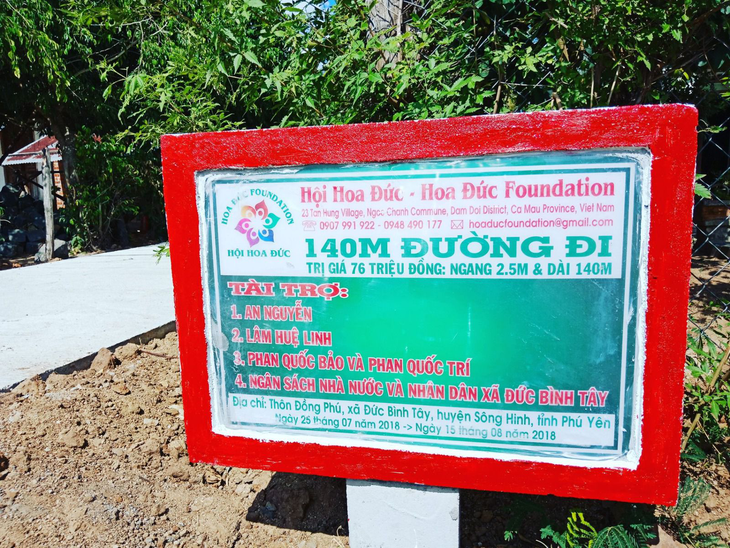 HOA ĐỨC FOUNDATION
HỘI HOA ĐỨC
Hội Hoa Đức - Hoa Đức Foundation
23 Tan Hung Village, Ngoc Chanh Commune, Dam Doi District, Ca Mau Province, Viet Nam
0907 991 922 - 0948 490 177 hoaducfoundation@gmail.com
140M ĐƯỜNG ĐI
TRỊ GIÁ 76 TRIỆU ĐỒNG: NGANG 2.5M & DÀI 140M
TÀI TRỢ:
1. AN NGUYỄN
2. LÂM HUỆ LINH
3. PHAN QUỐC BẢO VÀ PHAN QUỐC TRÍ
4. NGÂN SÁCH NHÀ NƯỚC VÀ NHÂN DÂN XÃ ĐỨC BÌNH TÂY
Địa chỉ: Thôn Đồng Phú, xã Đức Bình Tây, huyện Sông Hinh, tỉnh Phú Yên
Ngày 25 tháng 07 năm 2018 -> Ngày 15 tháng 08 năm 2018